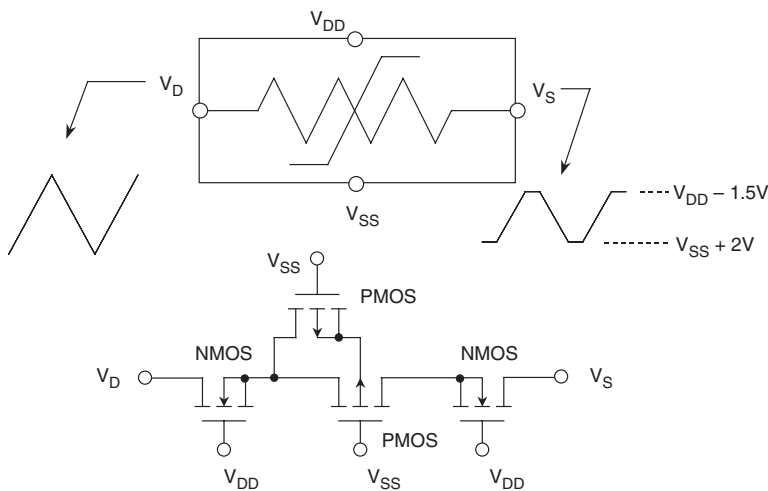 V_DD
V_D
V_S
V_DD – 1.5V
V_SS
V_SS + 2V
V_SS
PMOS
NMOS
NMOS
V_D
V_S
PMOS
V_DD
V_SS
V_DD